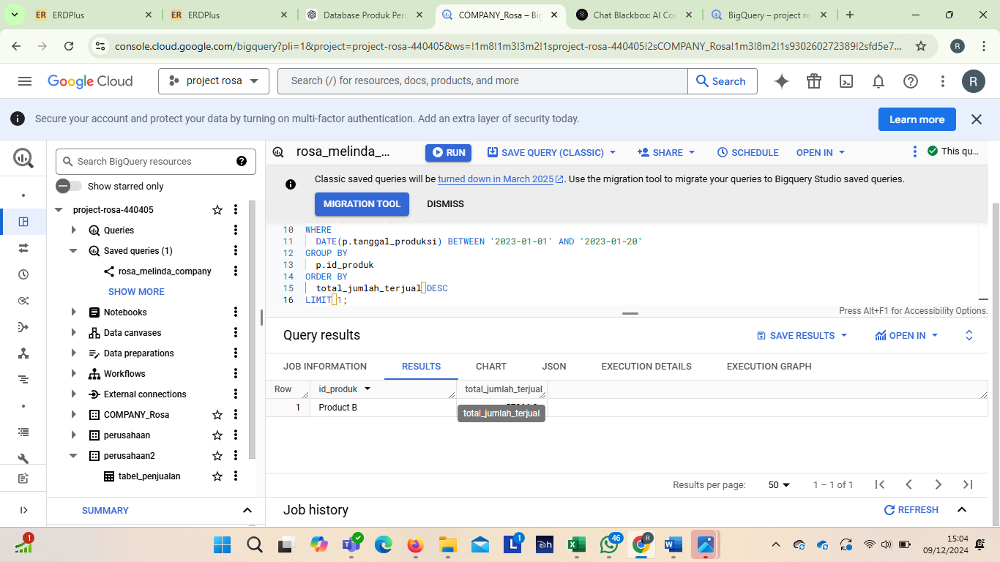 ERDPlus
ERDPlus
Database Produk Per
COMPANY_Rosa – Bi
Chat Blackbox: AI Co
BigQuery – project ro
console.cloud.google.com/bigquery?pli=1&project=project-rosa-440405&ws=!1m8!1m3!3m2!1sproject-rosa-440405!2sCOMPANY_Rosa!1m3!8m2!1s930260272389!2sfd5e7...
R
Google Cloud
project rosa
Search (/) for resources, docs, products, and more
Search
R
Secure your account and protect your data by turning on multi-factor authentication. Add an extra layer of security today.
Learn more
Search BigQuery resources
Show starred only
project-rosa-440405
Queries
Saved queries (1)
rosa_melinda_company
SHOW MORE
Notebooks
Data canvases
Data preparations
Workflows
External connections
COMPANY_Rosa
perusahaan
perusahaan2
tabel_penjualan
SUMMARY
rosa_melinda_...
RUN
SAVE QUERY (CLASSIC)
SHARE
SCHEDULE
OPEN IN
This qu...
Classic saved queries will be turned down in March 2025. Use the migration tool to migrate your queries to Bigquery Studio saved queries.
MIGRATION TOOL
DISMISS
10 WHERE
11 DATE(p.tanggal_produksi) BETWEEN '2023-01-01' AND '2023-01-20'
12 GROUP BY
13 p.id_produk
14 ORDER BY
15 total_jumlah_terjual DESC
16 LIMIT 1;
Press Alt+F1 for Accessibility Options.
Query results
SAVE RESULTS
OPEN IN
JOB INFORMATION
RESULTS
CHART
JSON
EXECUTION DETAILS
EXECUTION GRAPH
Row id_produk total_jumlah_terjual
1 Product B
total_jumlah_terjual
Results per page: 50 1 – 1 of 1
Job history
REFRESH
1
1
46
R
15:04
09/12/2024